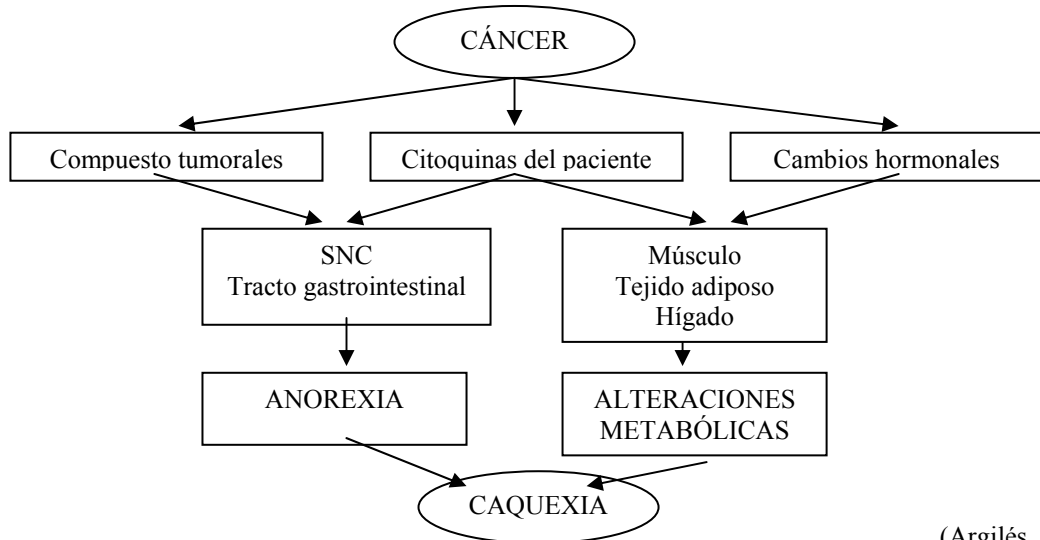 CÁNCER
Compuesto tumorales
Citoquinas del paciente
Cambios hormonales
SNC
Tracto gastrointestinal
Músculo
Tejido adiposo
Hígado
ANOREXIA
ALTERACIONES
METABÓLICAS
CAQUEXIA
(Argilés